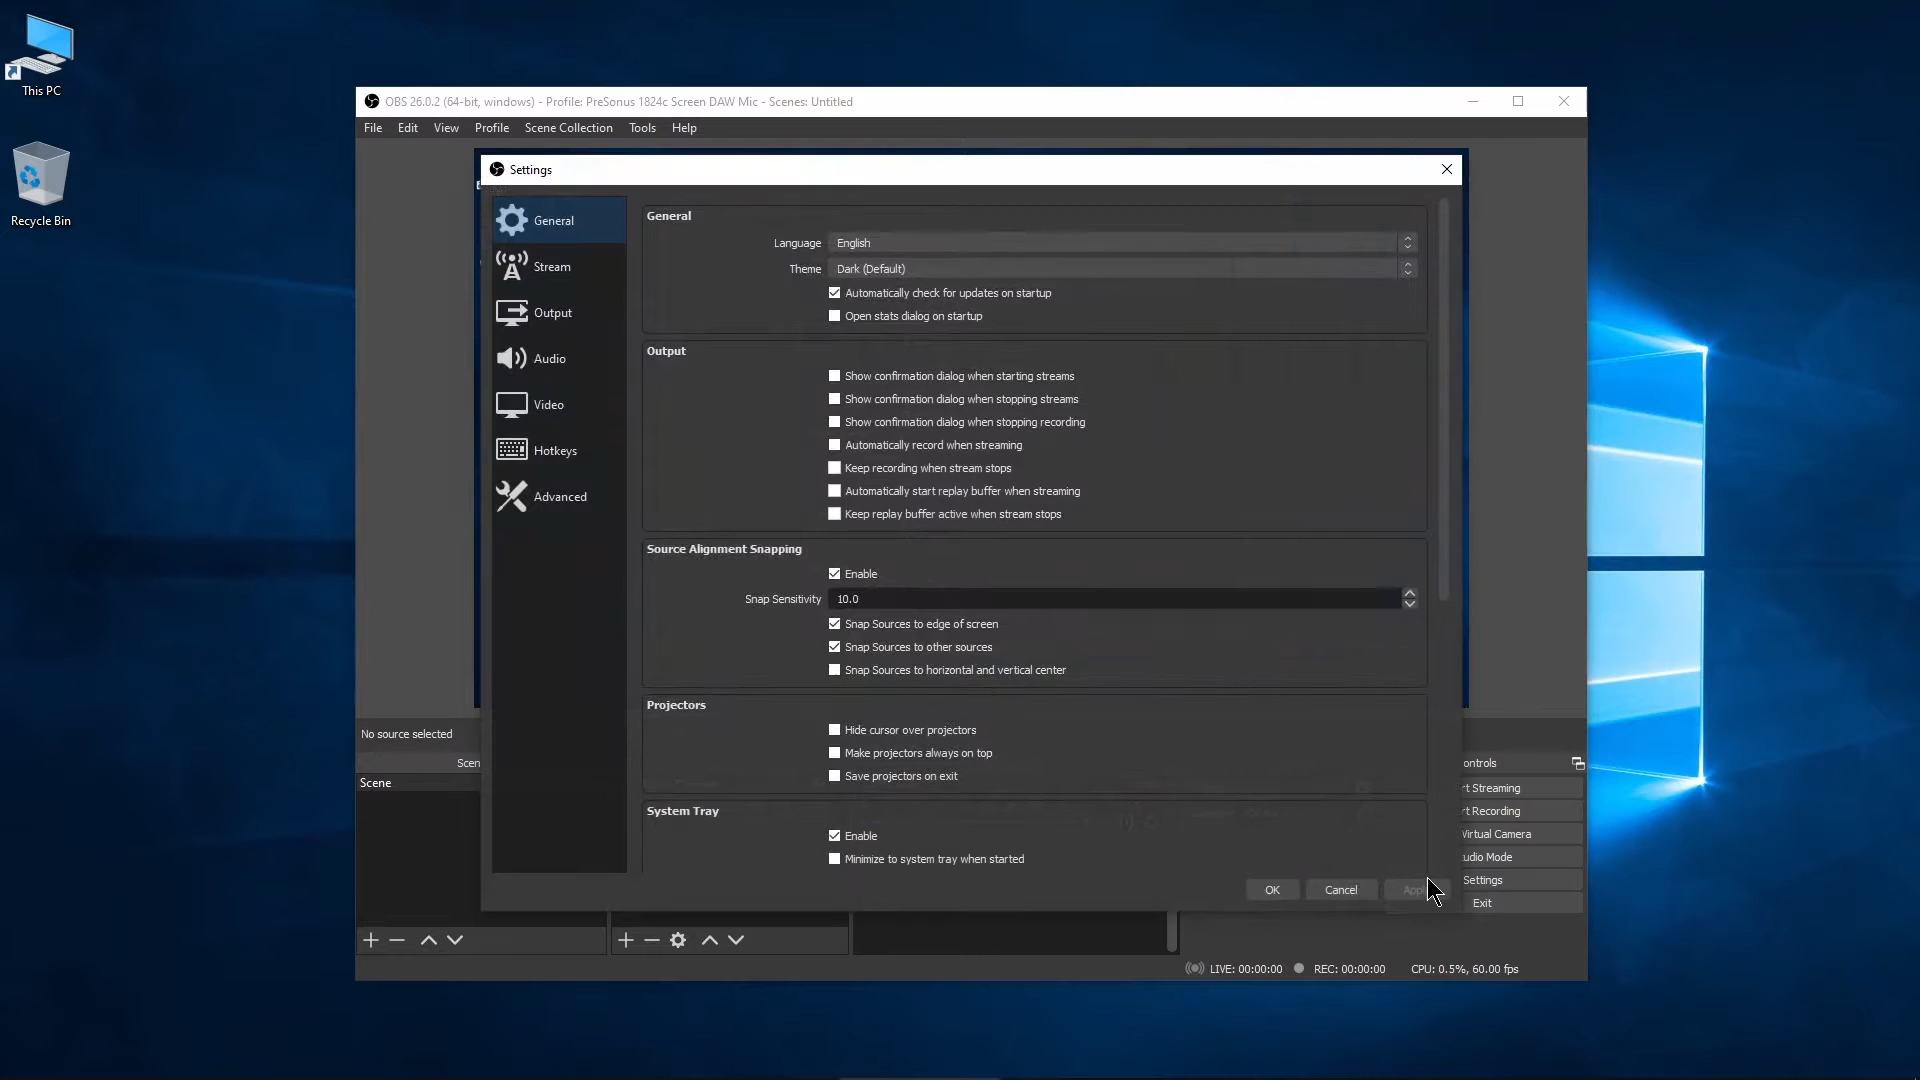 This PC
Recycle Bin
OBS 26.0.2 (64-bit, windows) - Profile: PreSonus 1824c Screen DAW Mic - Scenes: Untitled
File Edit View Profile Scene Collection Tools Help
Settings
General
Stream
Output
Audio
Video
Hotkeys
Advanced
General
Language English
Theme Dark (Default)
Automatically check for updates on startup
Open stats dialog on startup
Output
Show confirmation dialog when starting streams
Show confirmation dialog when stopping streams
Show confirmation dialog when stopping recording
Automatically record when streaming
Keep recording when stream stops
Automatically start replay buffer when streaming
Keep replay buffer active when stream stops
Source Alignment Snapping
Enable
Snap Sensitivity 10.0
Snap Sources to edge of screen
Snap Sources to other sources
Snap Sources to horizontal and vertical center
Projectors
Hide cursor over projectors
Make projectors always on top
Save projectors on exit
System Tray
Enable
Minimize to system tray when started
OK Cancel
No source selected
Scen
Scene
ontrols
rt Streaming
rt Recording
Virtual Camera
udio Mode
Settings
Exit
LIVE: 00:00:00 REC: 00:00:00 CPU: 0.5%, 60.00 fps